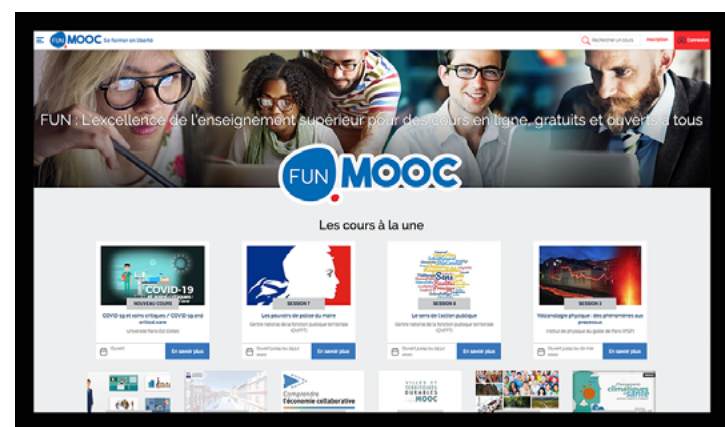 FUN MOOC Se former en liberté
Rechercher un cours
Inscription
Connexion
FUN : L'excellence de l'enseignement supérieur pour des cours en ligne, gratuits et ouverts à tous
FUN MOOC
Les cours à la une
COVID-19
et soins critiques
NOUVEAU COURS
COVID-19 et soins critiques / COVID-19 and
critical care
Ouvert
En savoir plus
SESSION 7
Les pouvoirs de police du maire
Centre national de la fonction publique territoriale
(CNFPT)
En savoir plus
Sens
SESSION 8
Le sens de l'action publique
Centre national de la fonction publique territoriale
(CNFPT)
En savoir plus
SESSION 3
Volcanologie physique : des phénomènes aux
processus
Institut de physique du globe de Paris (IPGP)
En savoir plus
Comprendre
l'économie collaborative
VILLES ET
TERRITOIRES
DURABLES
MOOC
Changements
climatiques
santé